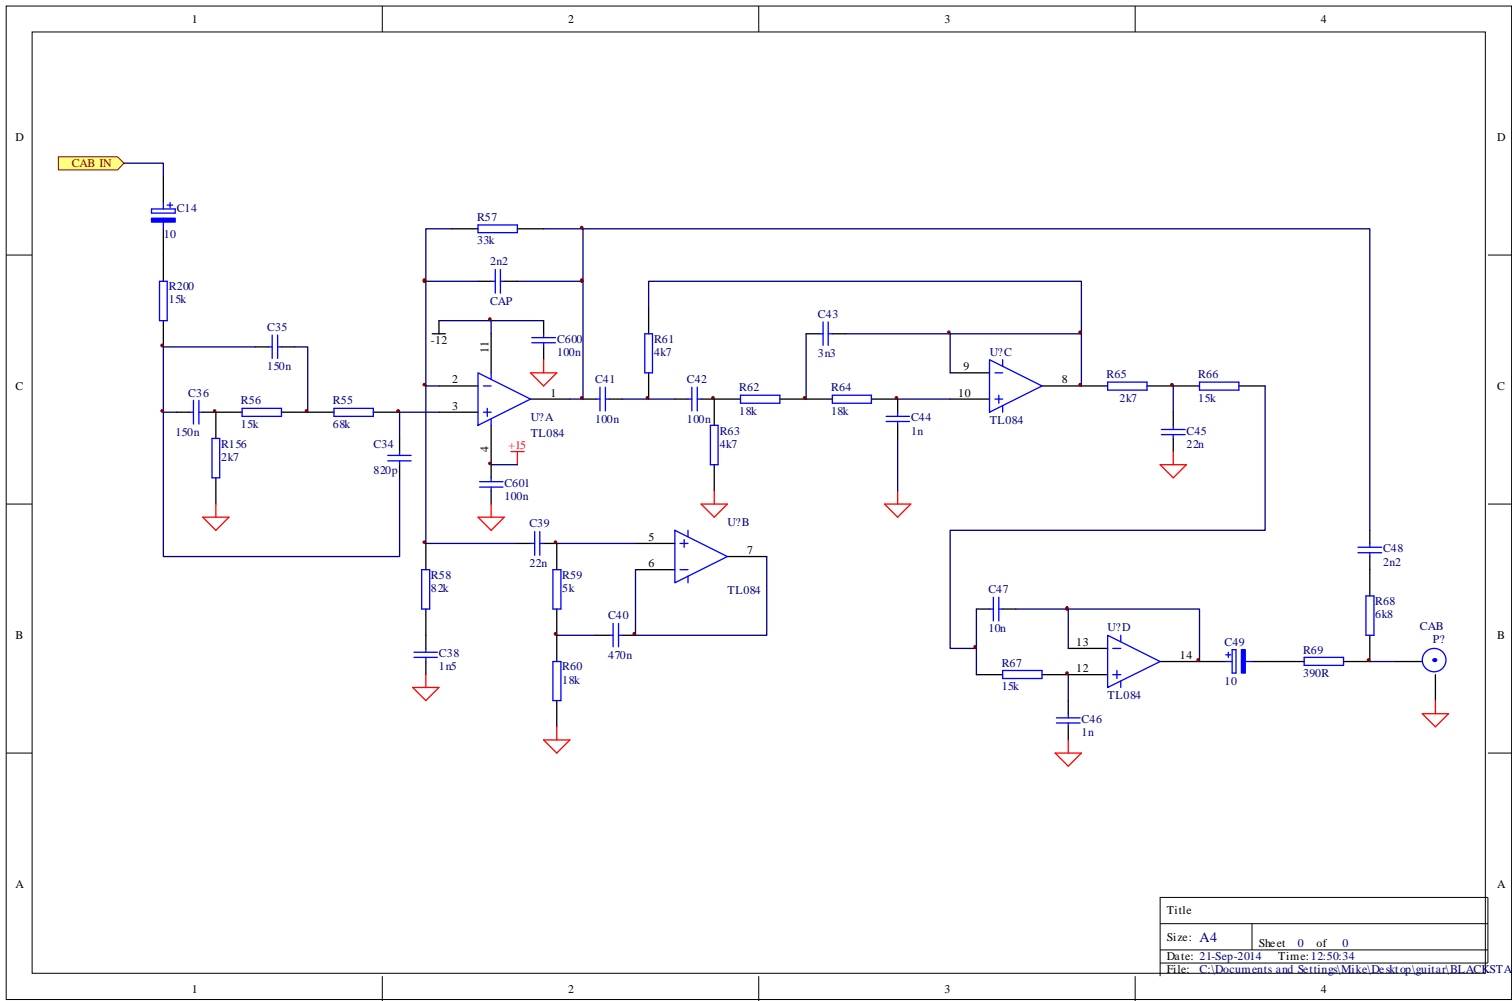 1 2 3 4
D D
CAB IN
C14
10
R57
33k
2n2
CAP
R200
15k
C35
150n
-12
11
C600
100n
R61
4k7
C43
3n3
U?C
9
8
10
TL084
R65
2k7
R66
15k
C C
C36
150n
R56
15k
R55
68k
2
3
1
U?A
TL084
C41
100n
C42
100n
R62
18k
R64
18k
R156
2k7
C34
820p
4
+15
C601
100n
R63
4k7
C44
1n
C45
22n
C39
22n
U?B
5
6
7
TL084
R58
82k
R59
5k
C40
470n
C38
1n5
R60
18k
C48
2n2
R68
6k8
C47
10n
U?D
13
12
14
TL084
R67
15k
C46
1n
C49
10
R69
390R
CAB
P?
B B
A A
Title
Size: A4
Sheet 0 of 0
Date: 21-Sep-2014 Time: 12:50:34
File: C:\Documents and Settings\Mike\Desktop\guitar\BLACKSTA
1 2 3 4